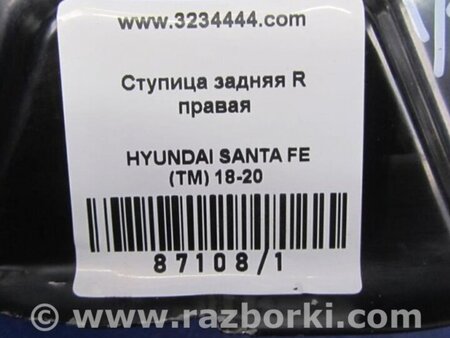 www.3234444.com
Ступица задняя R
правая
HYUNDAI SANTA FE
(TM) 18-20
87108/1
© www.razborki.com